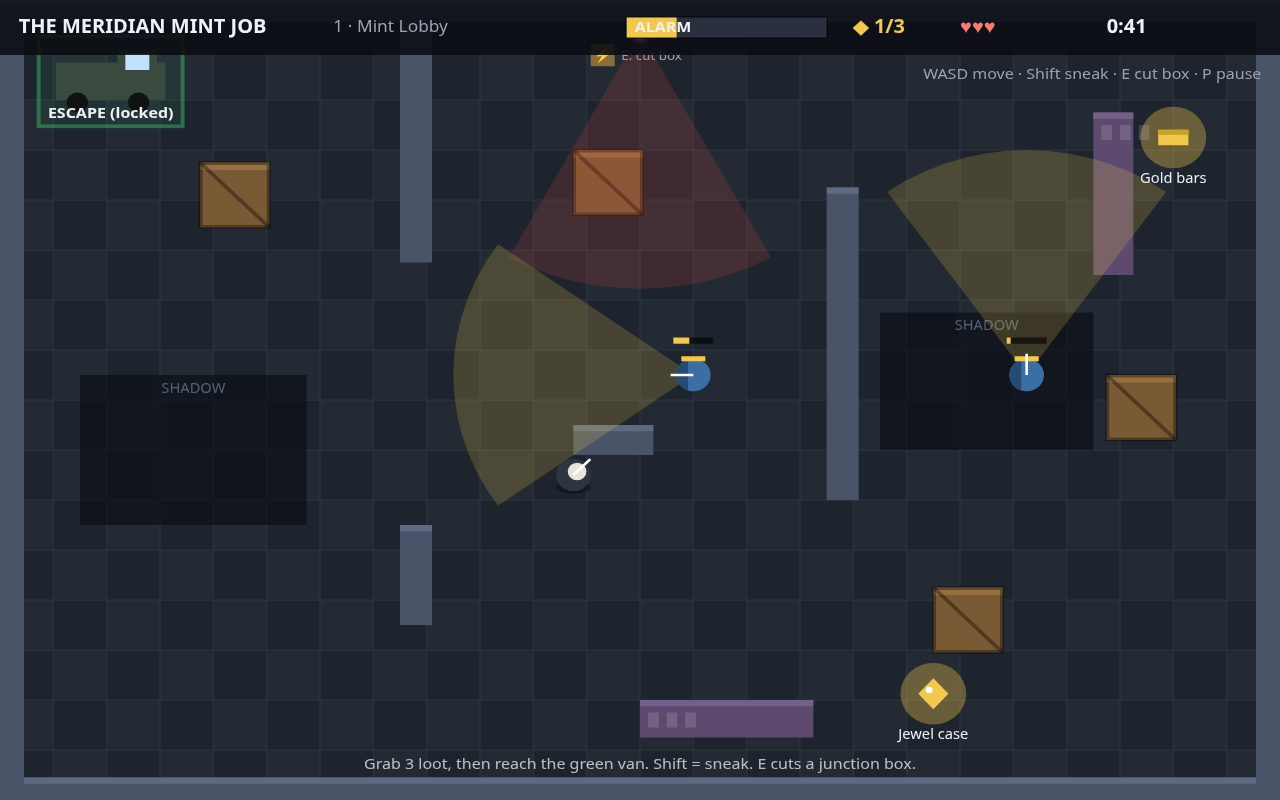 THE MERIDIAN MINT JOB
1 · Mint Lobby
ALARM
1/3
0:41
E: cut box
WASD move · Shift sneak · E cut box · P pause
ESCAPE (locked)
Gold bars
SHADOW
SHADOW
Jewel case
Grab 3 loot, then reach the green van. Shift = sneak. E cuts a junction box.